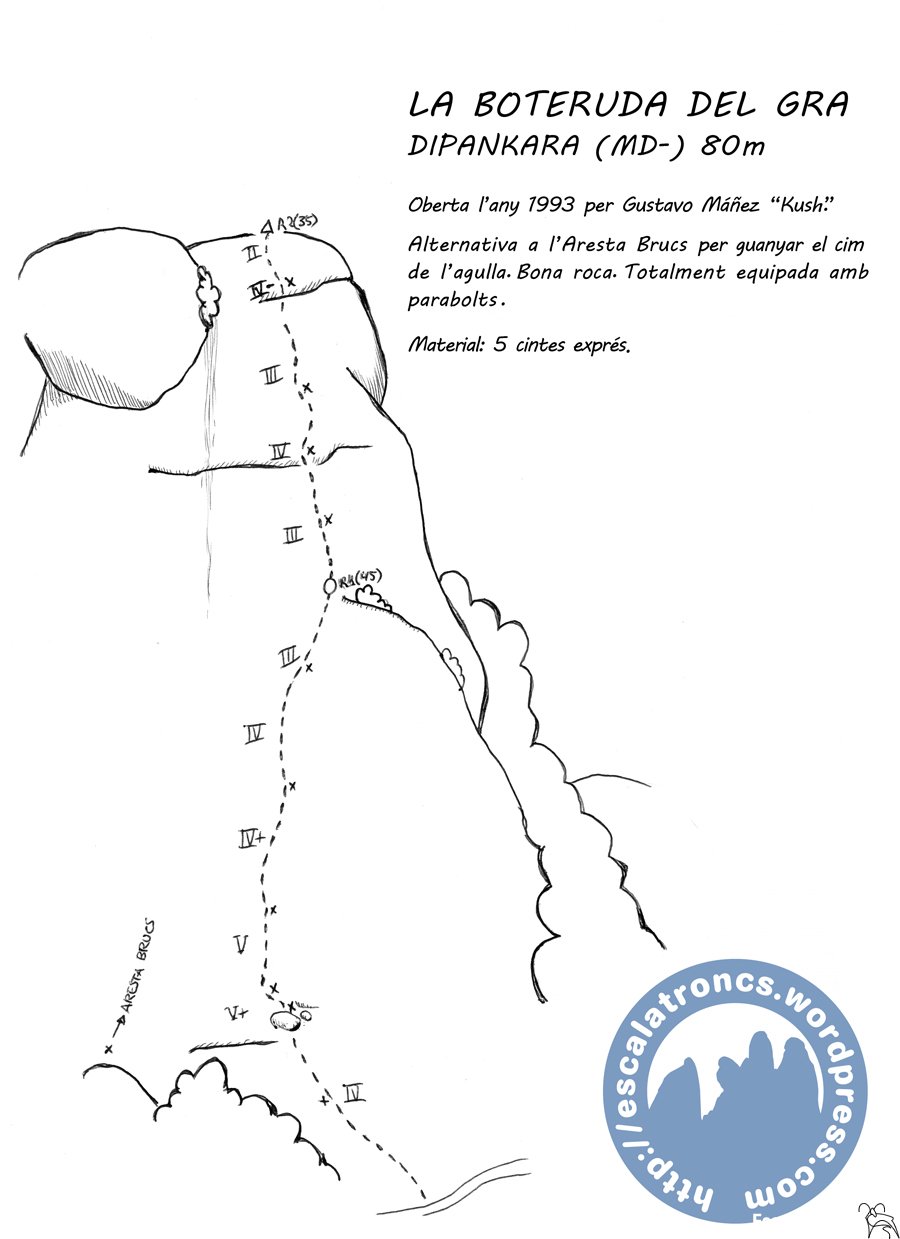 LA BOTERUDA DEL GRA
DIPANKARA (MD-) 80m
Oberta l'any 1993 per Gustavo Máñez “Kush.”
Alternativa a l'Aresta Brucs per guanyar el cim
de l'agulla. Bona roca. Totalment equipada amb
parabolts.
Material: 5 cintes exprés.
R2(35)
II
IV-
III
IV
III
R1(45)
III
IV
IV+
V
V+
IV
ARESTA BRUCS
http://escalatroncs.wordpress.com